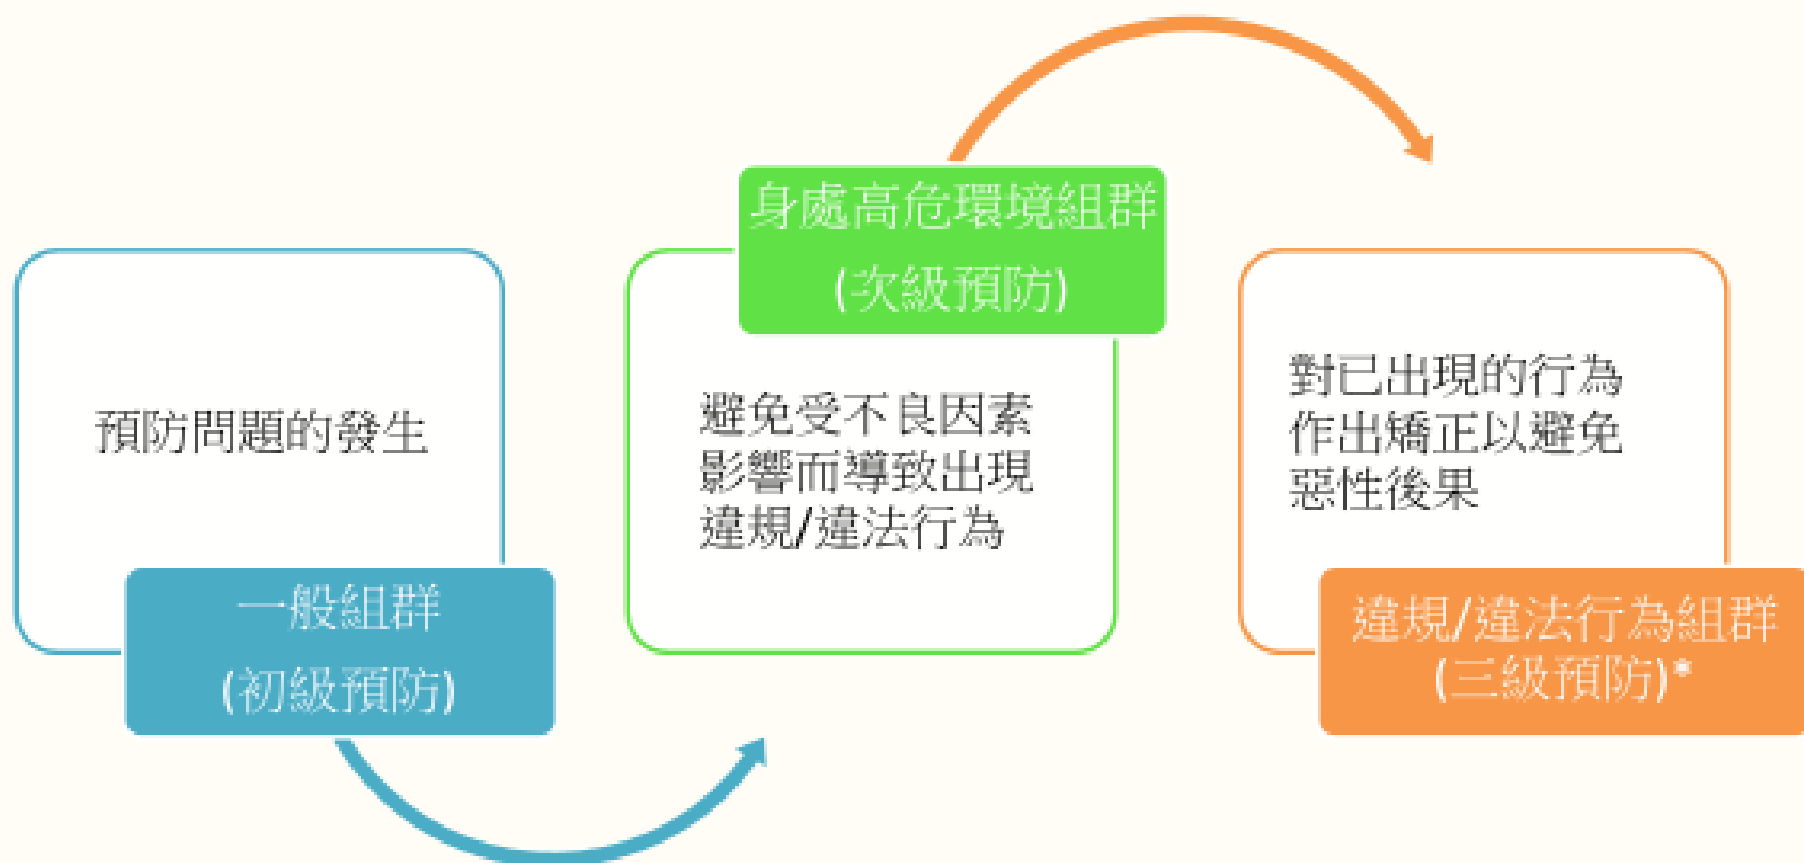 預防問題的發生
一般組群
(初級預防)
身處高危環境組群
(次級預防)
避免受不良因素
影響而導致出現
違規/違法行為
對已出現的行為
作出矯正以避免
惡性後果
違規/違法行為組群
(三級預防)*